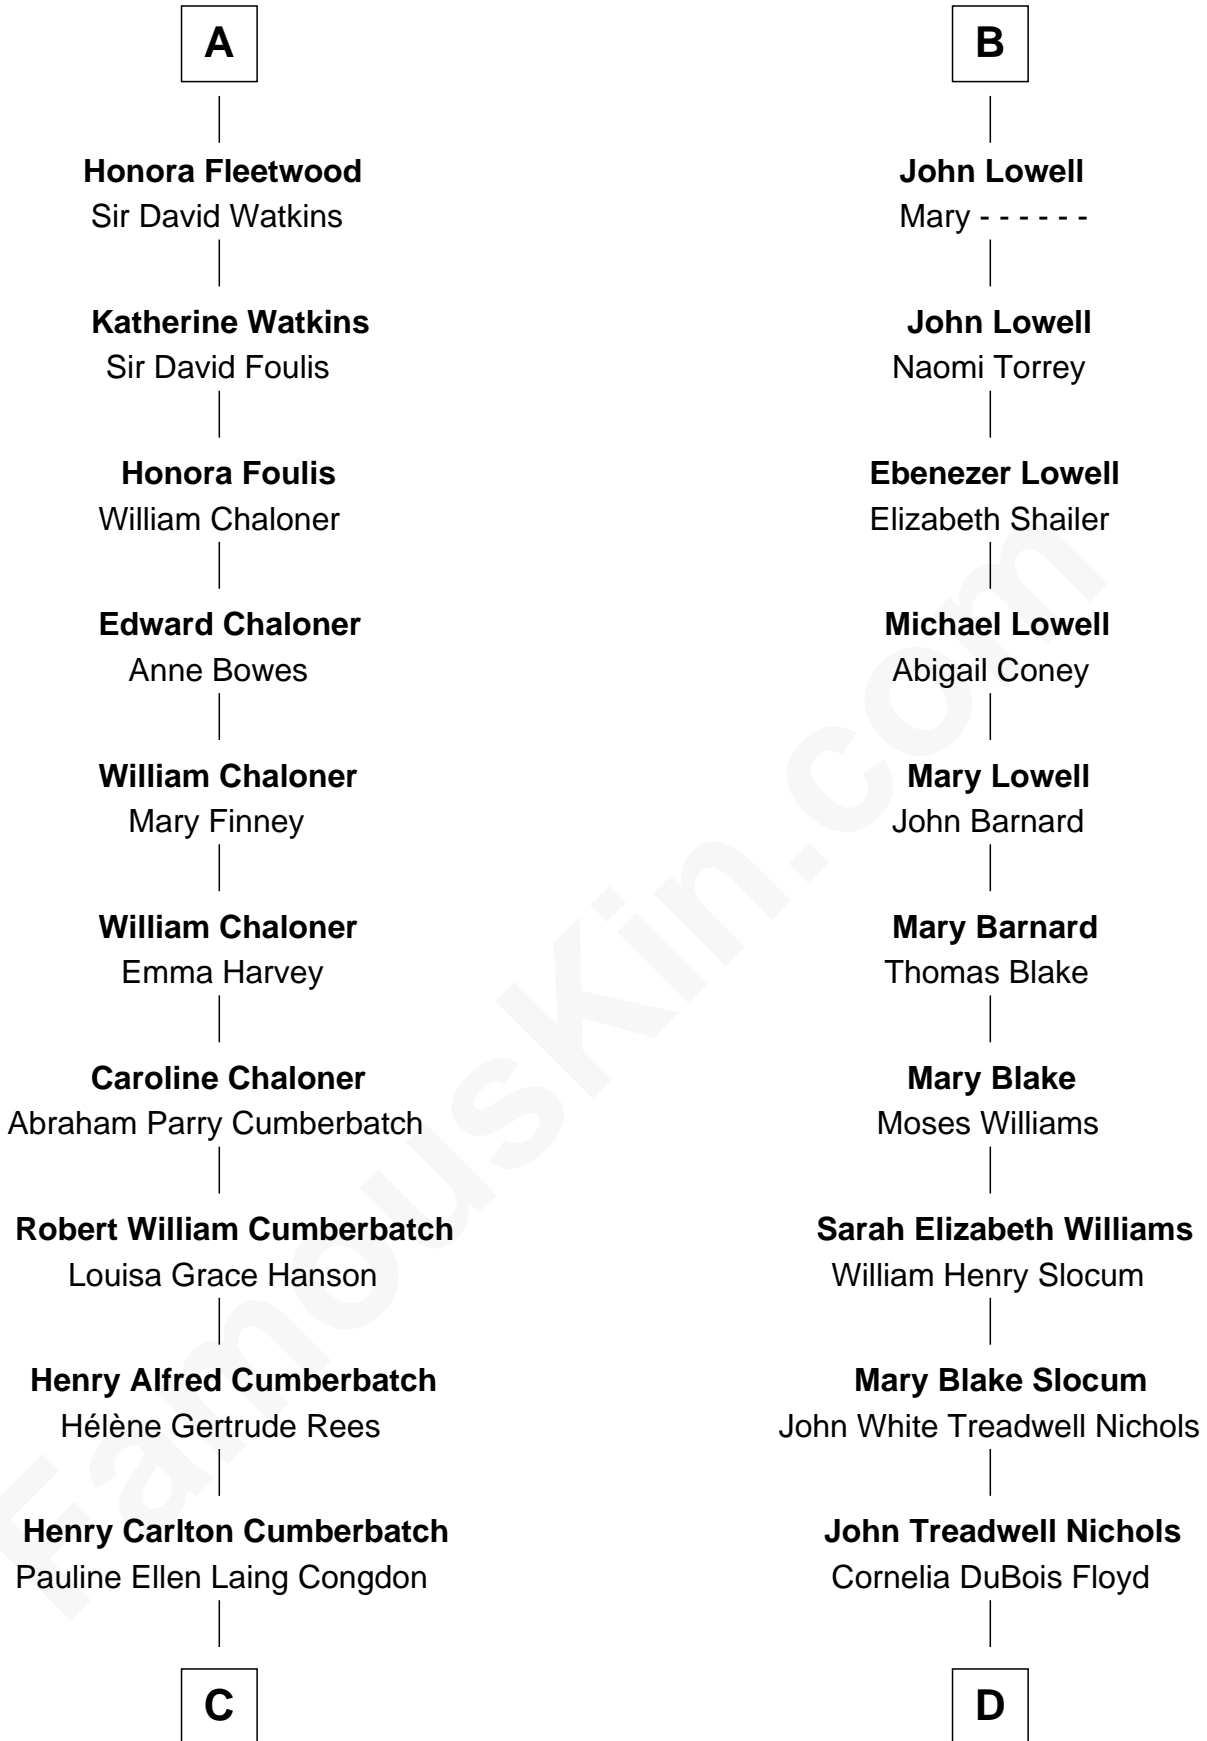 A
Honora Fleetwood
Sir David Watkins
Katherine Watkins
Sir David Foulis
Honora Foulis
William Chaloner
Edward Chaloner
Anne Bowes
William Chaloner
Mary Finney
William Chaloner
Emma Harvey
Caroline Chaloner
Abraham Parry Cumberbatch
Robert William Cumberbatch
Louisa Grace Hanson
Henry Alfred Cumberbatch
Hélène Gertrude Rees
Henry Carlton Cumberbatch
Pauline Ellen Laing Congdon
C
B
John Lowell
Mary - - - - - -
John Lowell
Naomi Torrey
Ebenezer Lowell
Elizabeth Shailer
Michael Lowell
Abigail Coney
Mary Lowell
John Barnard
Mary Barnard
Thomas Blake
Mary Blake
Moses Williams
Sarah Elizabeth Williams
William Henry Slocum
Mary Blake Slocum
John White Treadwell Nichols
John Treadwell Nichols
Cornelia DuBois Floyd
D
FamousKin.com